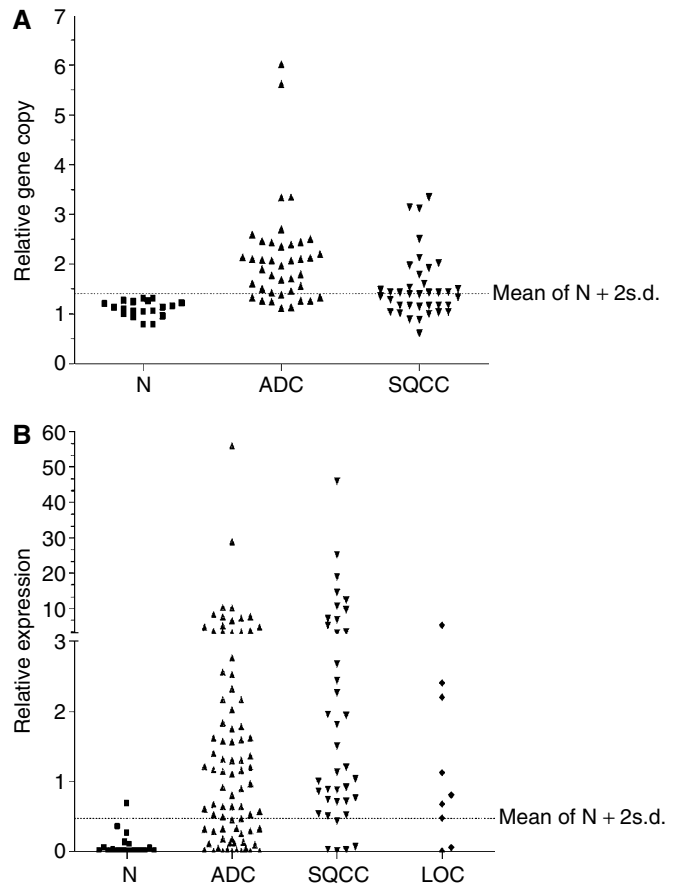 A
7
6
5
4
3
2
1
0
Relative gene copy
Mean of N + 2s.d.
N ADC SQCC
B
60
50
40
30
20
10
3
2
1
0
Relative expression
Mean of N + 2s.d.
N ADC SQCC LOC